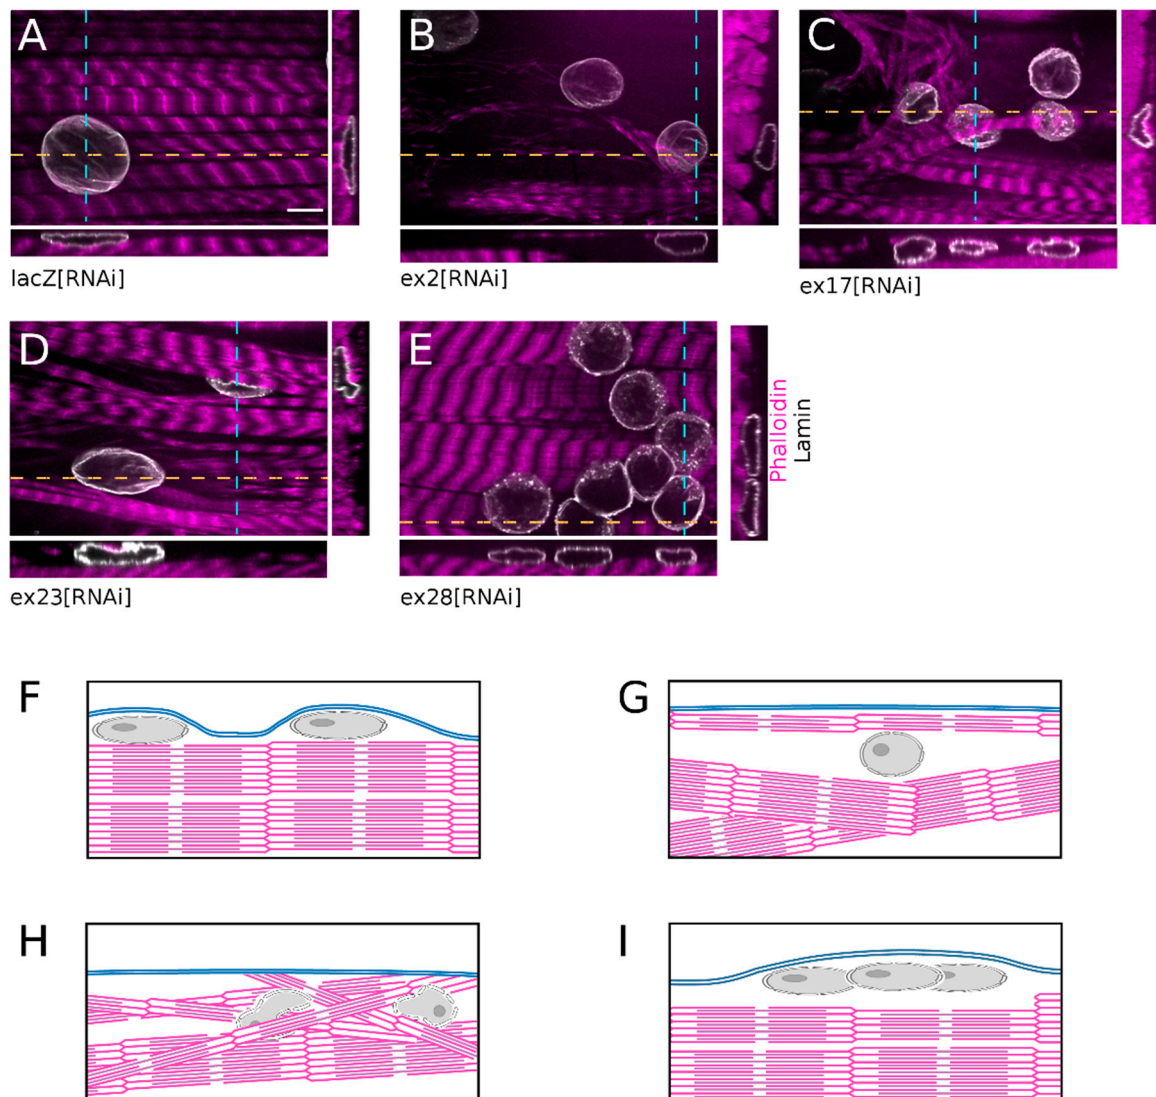 A
B
C
lacZ[RNAi]
ex2[RNAi]
ex17[RNAi]
D
E
Phalloidin
Lamin
ex23[RNAi]
ex28[RNAi]
F
G
H
I